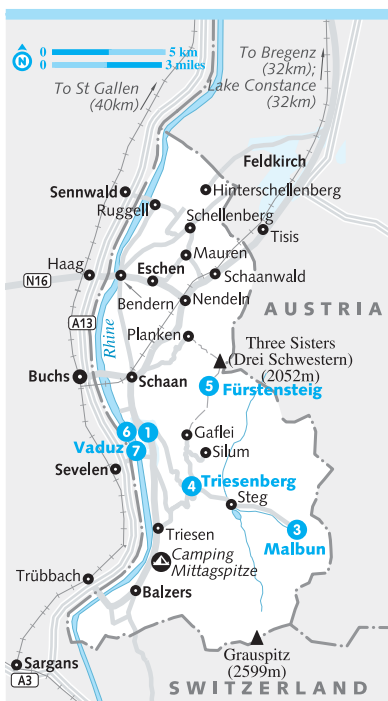 0 5 km
N
0 3 miles
To St Gallen
(40km)
To Bregenz
(32km);
Lake Constance
(32km)
Feldkirch
Sennwald
Hinterschellenberg
Ruggell
Schellenberg
Tisis
Mauren
Haag
Eschen
Schaanwald
N16
Bendern
Nendeln
AUSTRIA
A13
Rhine
Planken
Three Sisters
(Drei Schwestern)
(2052m)
Buchs
Schaan
5 Fürstensteig
6 1
Gaflei
Vaduz
7
Silum
Sevelen
4 Triesenberg
Steg
3
Triesen
Malbun
Camping
Mittagspitze
Trübbach
Balzers
Grauspitz
(2599m)
Sargans
A3
SWITZERLAND